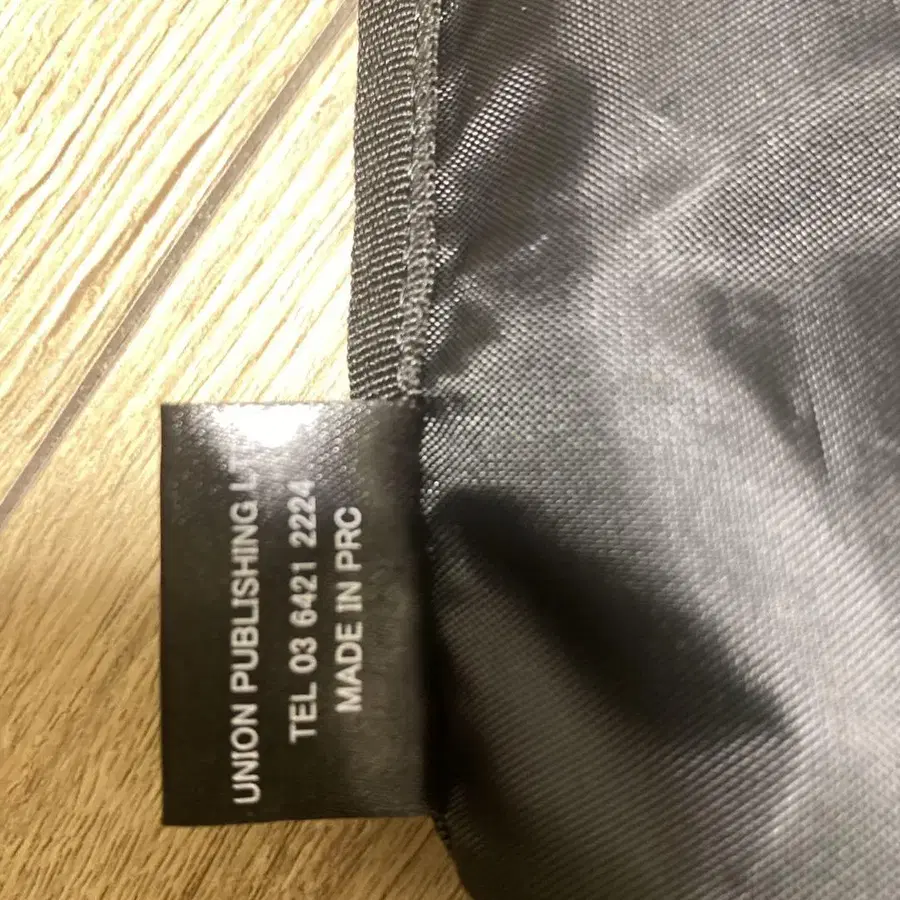 UNION PUBLISHING
TEL 03 6421 2224
MADE IN PRC